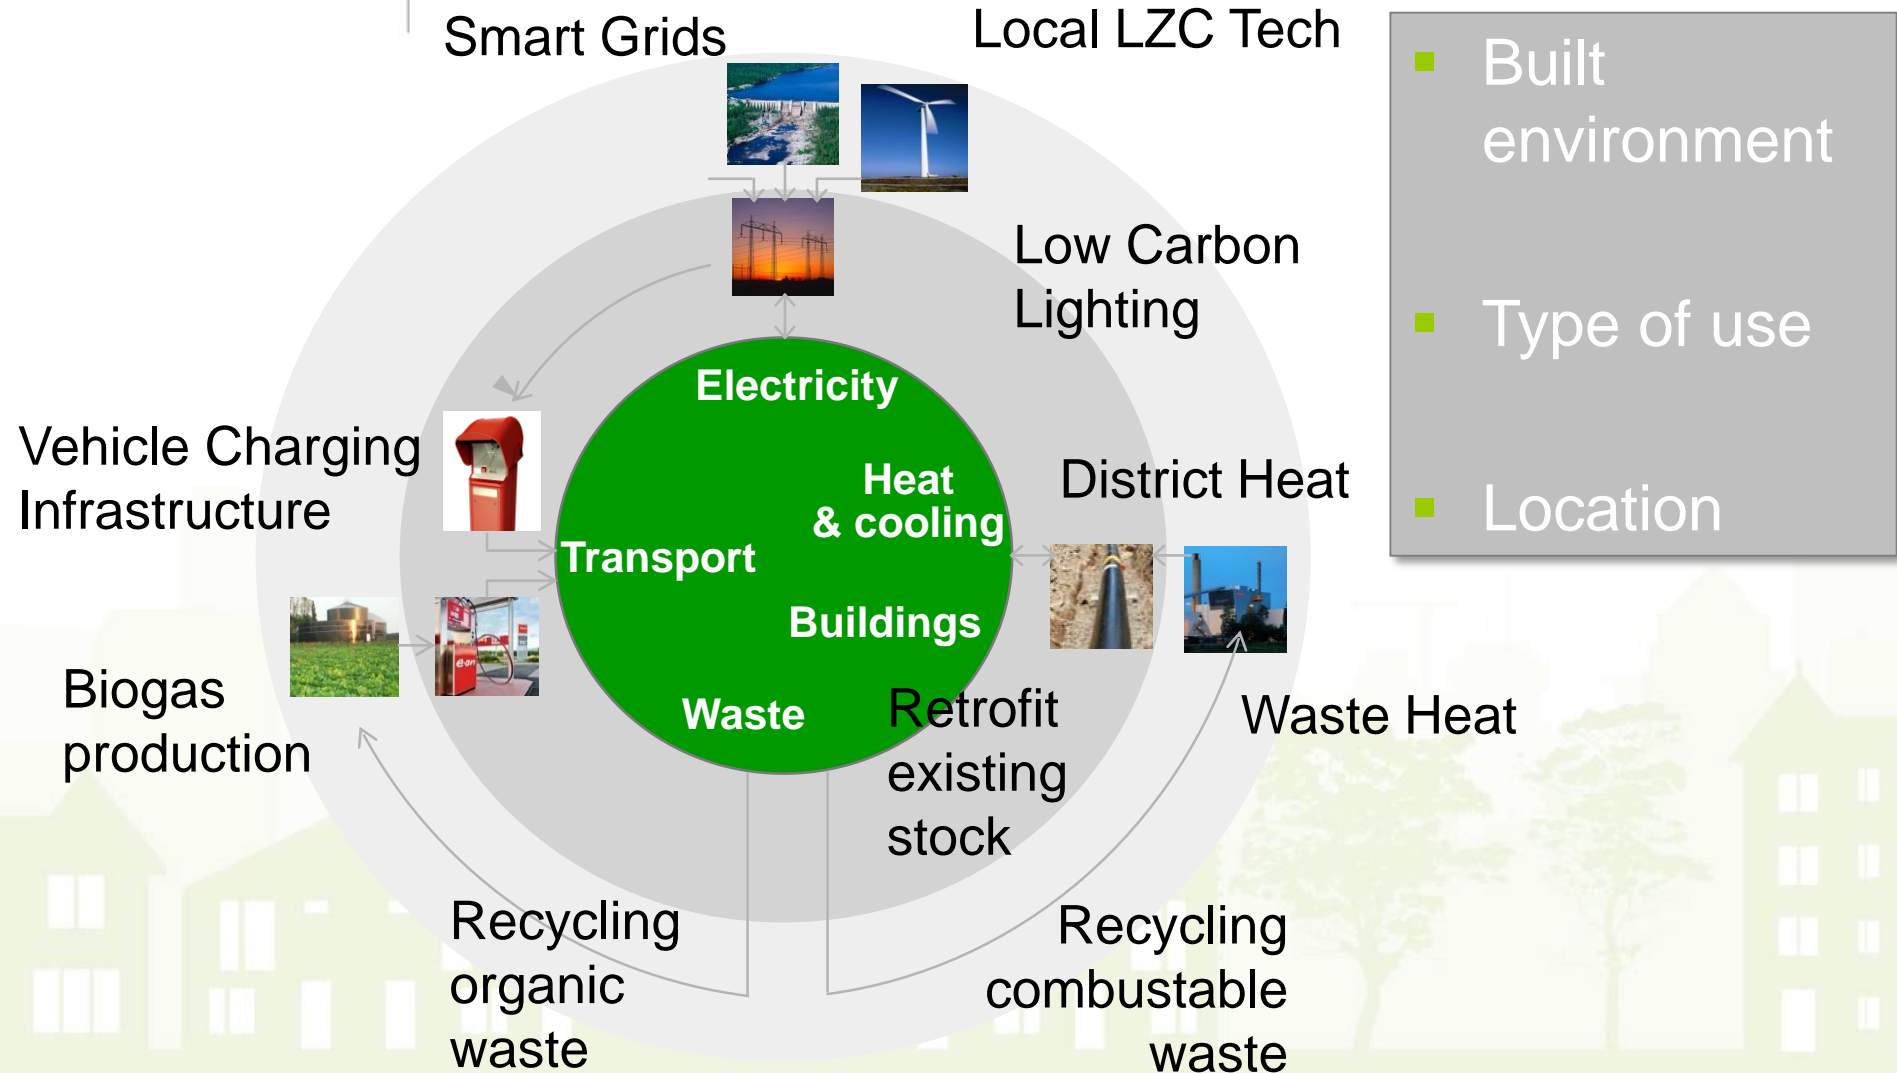 Smart Grids
Local LZC Tech
Low Carbon
Lighting
Electricity
Heat
& cooling
Transport
Buildings
Waste
Vehicle Charging
Infrastructure
District Heat
Biogas
production
e-on
Retrofit
existing
stock
Waste Heat
Recycling
organic
waste
Recycling
combustable
waste
▪ Built
environment
▪ Type of use
▪ Location